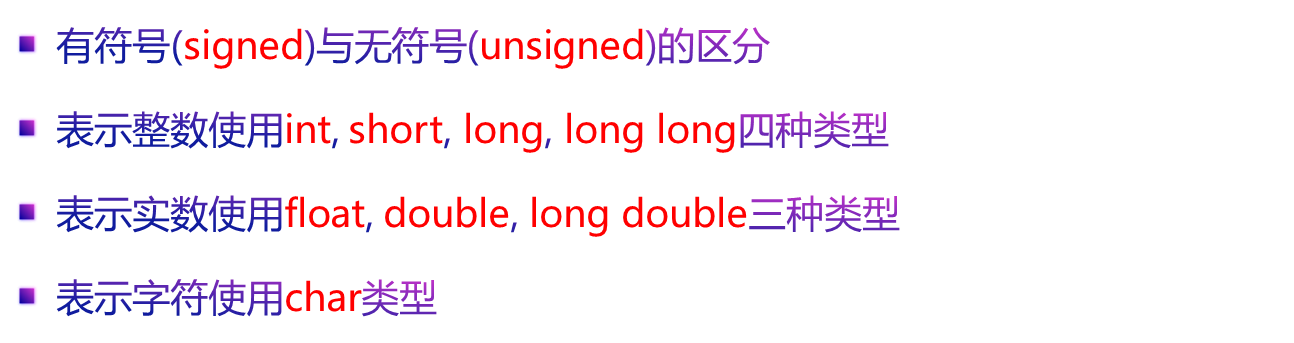 有符号(signed)与无符号(unsigned)的区分
表示整数使用int, short, long, long long四种类型
表示实数使用float, double, long double三种类型
表示字符使用char类型